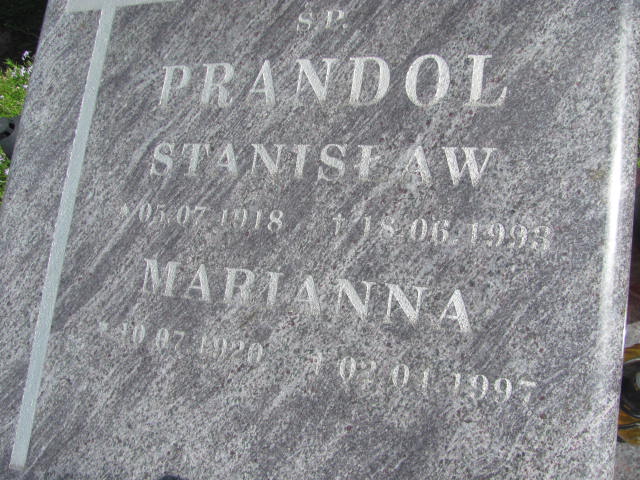 Ś.P.
PRANDOL
STANISŁAW
*05.07.1918 †18.06.1993
MARIANNA
*10.07.1920 †02.01.1997